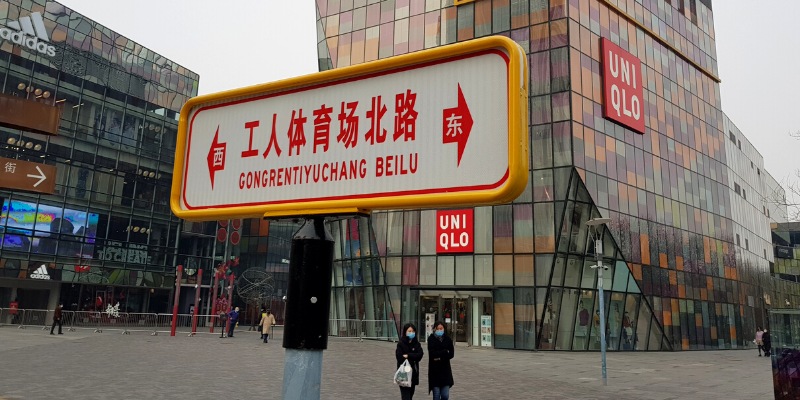 adidas
UNI
QLO
工人体育场北路
西
东
GONGRENTIYUCHANG BEILU
街
UNI
QLO
adidas